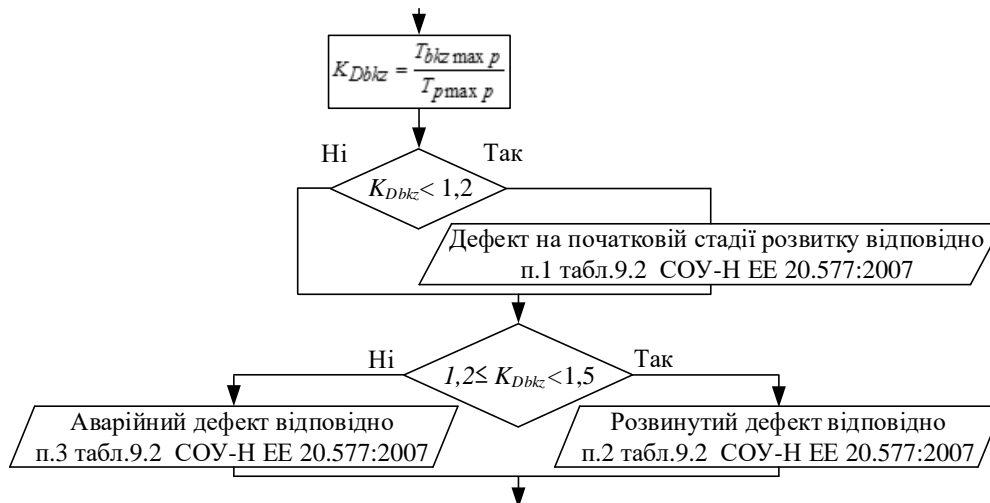 K_Dbkz = T_bkz max p / T_p max p
Ні
Так
K_Dbkz < 1,2
Дефект на початковій стадії розвитку відповідно
п.1 табл.9.2 СОУ-Н ЕЕ 20.577:2007
Ні
Так
1,2≤ K_Dbkz <1,5
Аварійний дефект відповідно
п.3 табл.9.2 СОУ-Н ЕЕ 20.577:2007
Розвинутий дефект відповідно
п.2 табл.9.2 СОУ-Н ЕЕ 20.577:2007